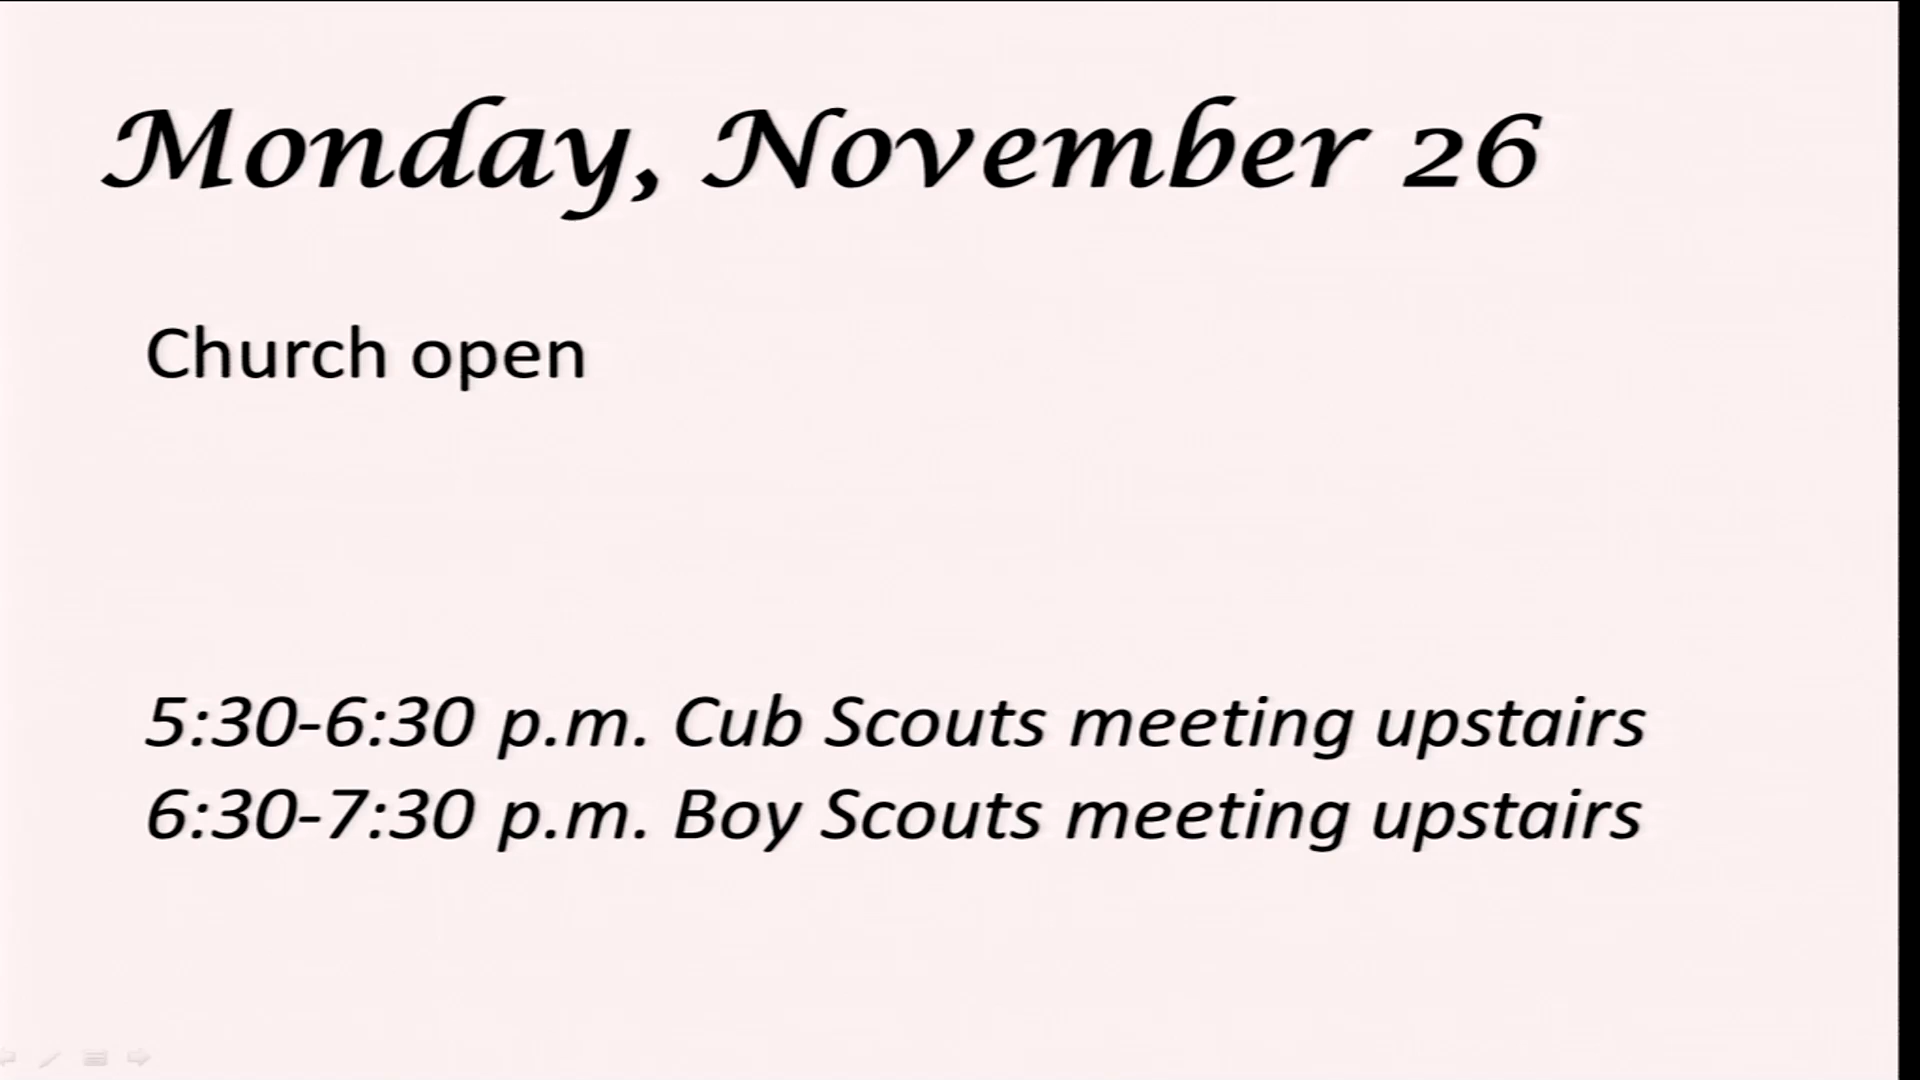 Monday, November 26
Church open
5:30-6:30 p.m. Cub Scouts meeting upstairs
6:30-7:30 p.m. Boy Scouts meeting upstairs